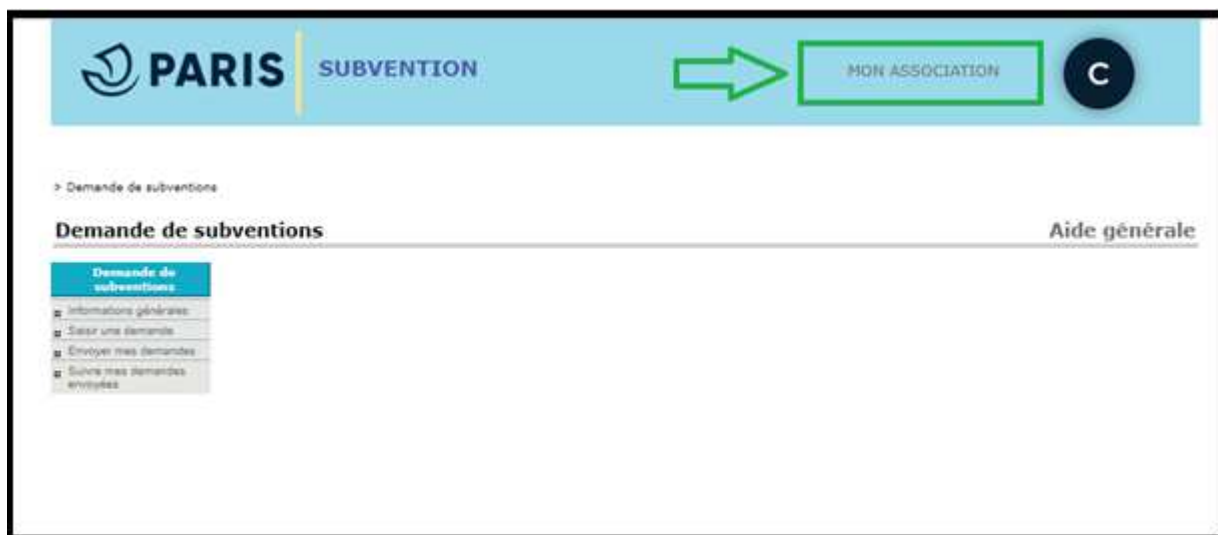 PARIS
SUBVENTION
MON ASSOCIATION
C
> Demande de subventions
Demande de subventions
Aide générale
Demande de
subventions
Informations générales
Saisir une demande
Envoyer mes demandes
Suivre mes demandes
envoyées